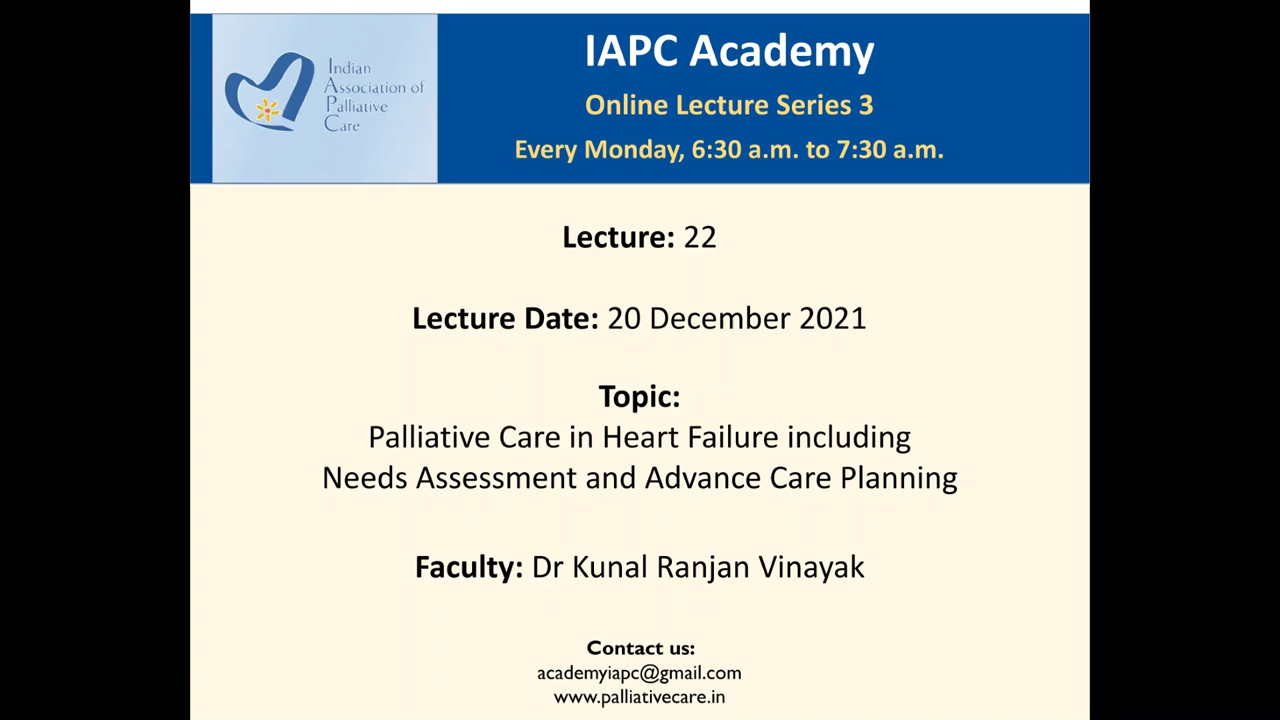 Indian
Association of
Palliative
Care
IAPC Academy
Online Lecture Series 3
Every Monday, 6:30 a.m. to 7:30 a.m.
Lecture: 22
Lecture Date: 20 December 2021
Topic:
Palliative Care in Heart Failure including
Needs Assessment and Advance Care Planning
Faculty: Dr Kunal Ranjan Vinayak
Contact us:
academyiapc@gmail.com
www.palliativecare.in